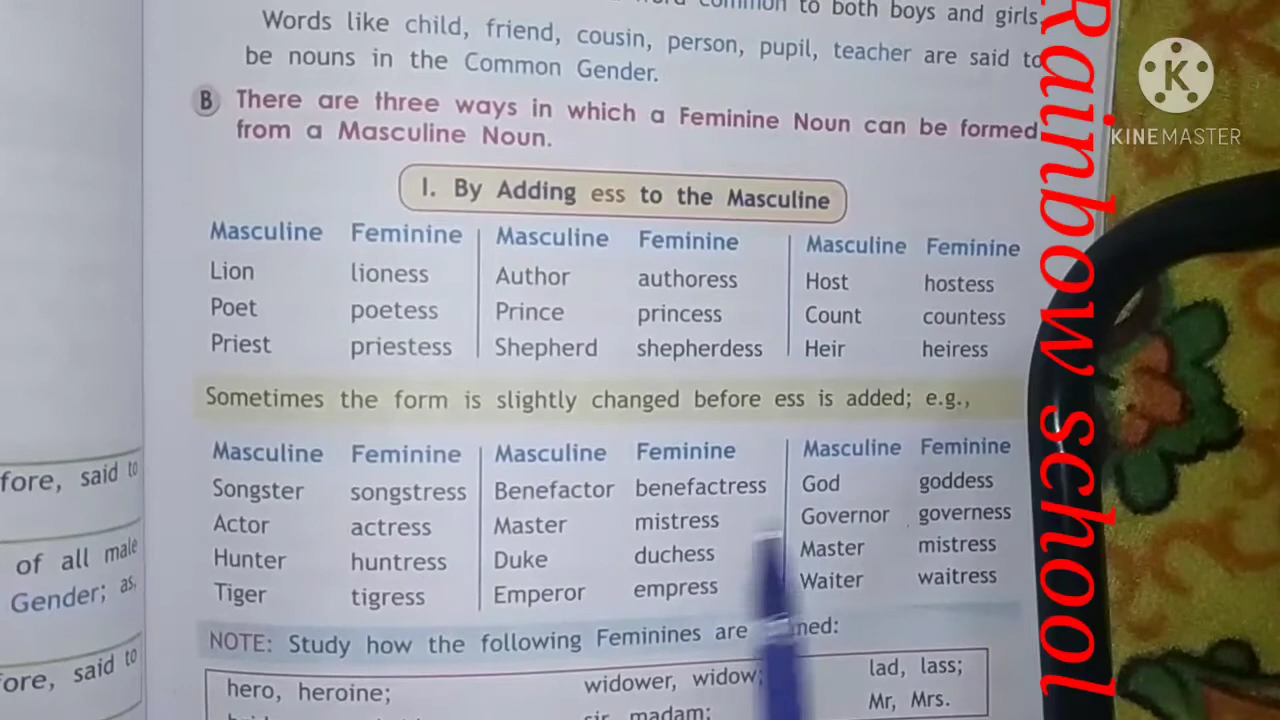 common to both boys and girls,
Words like child, friend, cousin, person, pupil, teacher are said to
be nouns in the Common Gender.
B There are three ways in which a Feminine Noun can be formed
from a Masculine Noun.
I. By Adding ess to the Masculine
Masculine Feminine Masculine Feminine Masculine Feminine
Lion lioness Author authoress Host hostess
Poet poetess Prince princess Count countess
Priest priestess Shepherd shepherdess Heir heiress
Sometimes the form is slightly changed before ess is added; e.g.,
Masculine Feminine Masculine Feminine Masculine Feminine
Songster songstress Benefactor benefactress God goddess
Actor actress Master mistress Governor governess
Hunter huntress Duke duchess Master mistress
Tiger tigress Emperor empress Waiter waitress
NOTE: Study how the following Feminines are med:
hero, heroine; widower, widow; lad, lass;
sir, madam; Mr, Mrs.
fore, said to
of all male
Gender; as,
ore, said to
Rainbow school
K
KINEMASTER